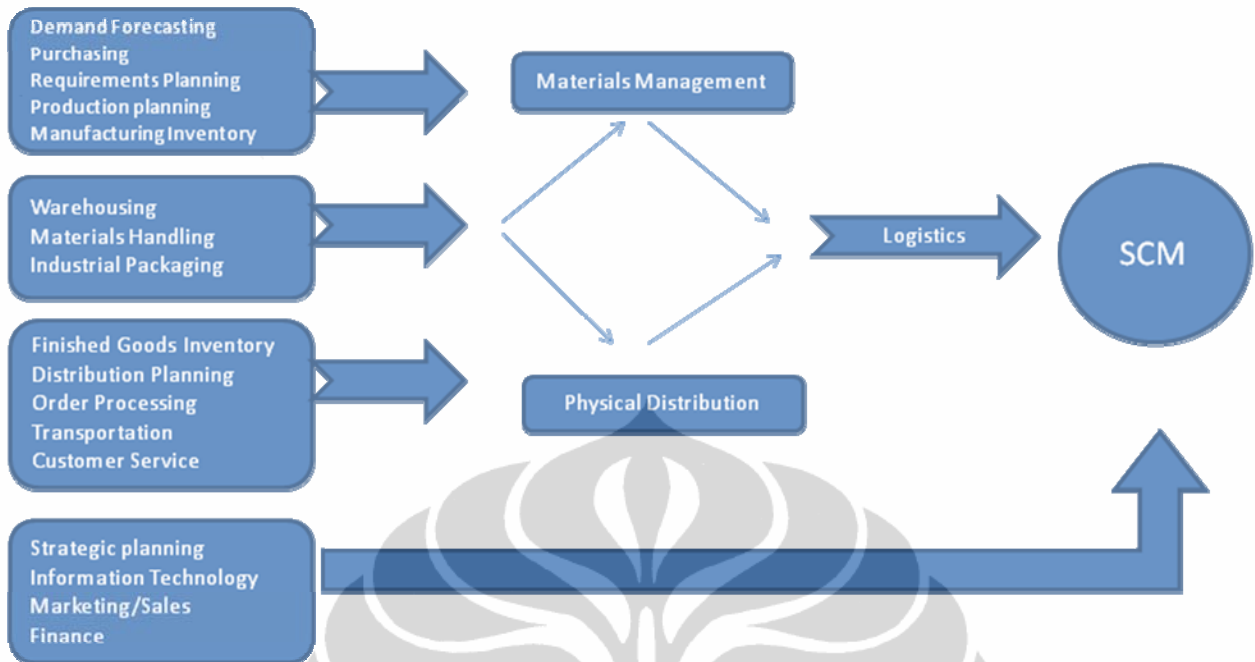 Demand Forecasting
Purchasing
Requirements Planning
Production planning
Manufacturing Inventory
Materials Management
Warehousing
Materials Handling
Industrial Packaging
Logistics
SCM
Finished Goods Inventory
Distribution Planning
Order Processing
Transportation
Customer Service
Physical Distribution
Strategic planning
Information Technology
Marketing/Sales
Finance